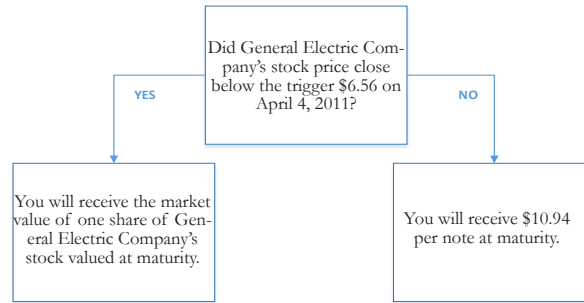 Did General Electric Com-
pany's stock price close
below the trigger $6.56 on
April 4, 2011?
YES
NO
You will receive the market
value of one share of Gen-
eral Electric Company's
stock valued at maturity.
You will receive $10.94
per note at maturity.